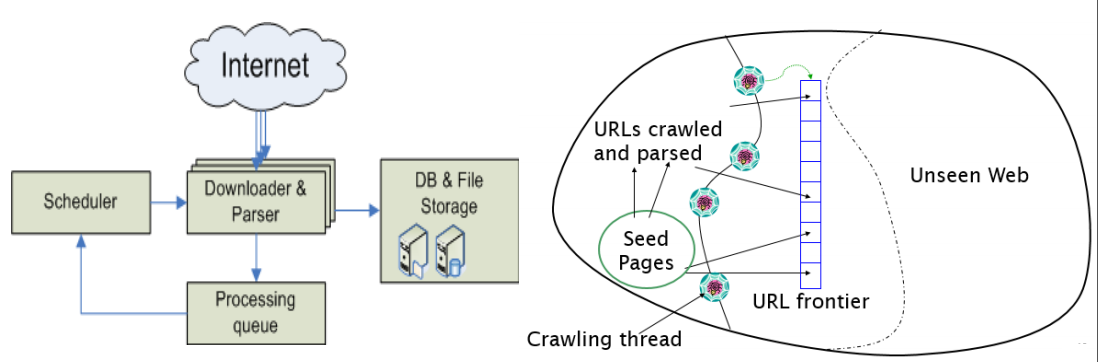 Internet
Scheduler
Downloader &
Parser
DB & File
Storage
Processing
queue
URLs crawled
and parsed
Unseen Web
Seed
Pages
URL frontier
Crawling thread